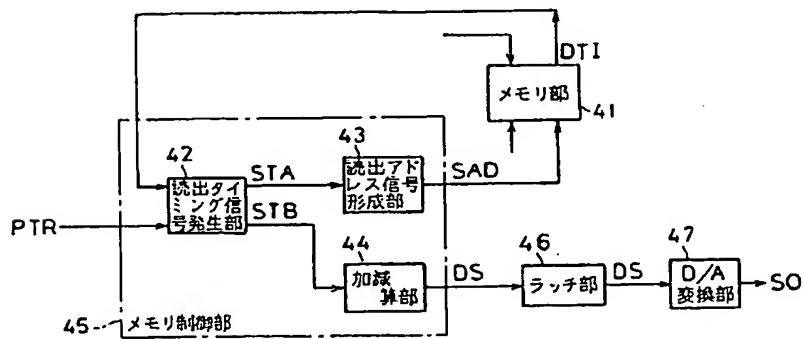 DTI
メモリ部
41
42
読出タイ
ミング信
号発生部
STA
STB
43
読出アド
レス信号
形成部
SAD
PTR
44
加減
算部
DS
46
ラッチ部
DS
47
D/A
変換部
SO
45
メモリ制御部